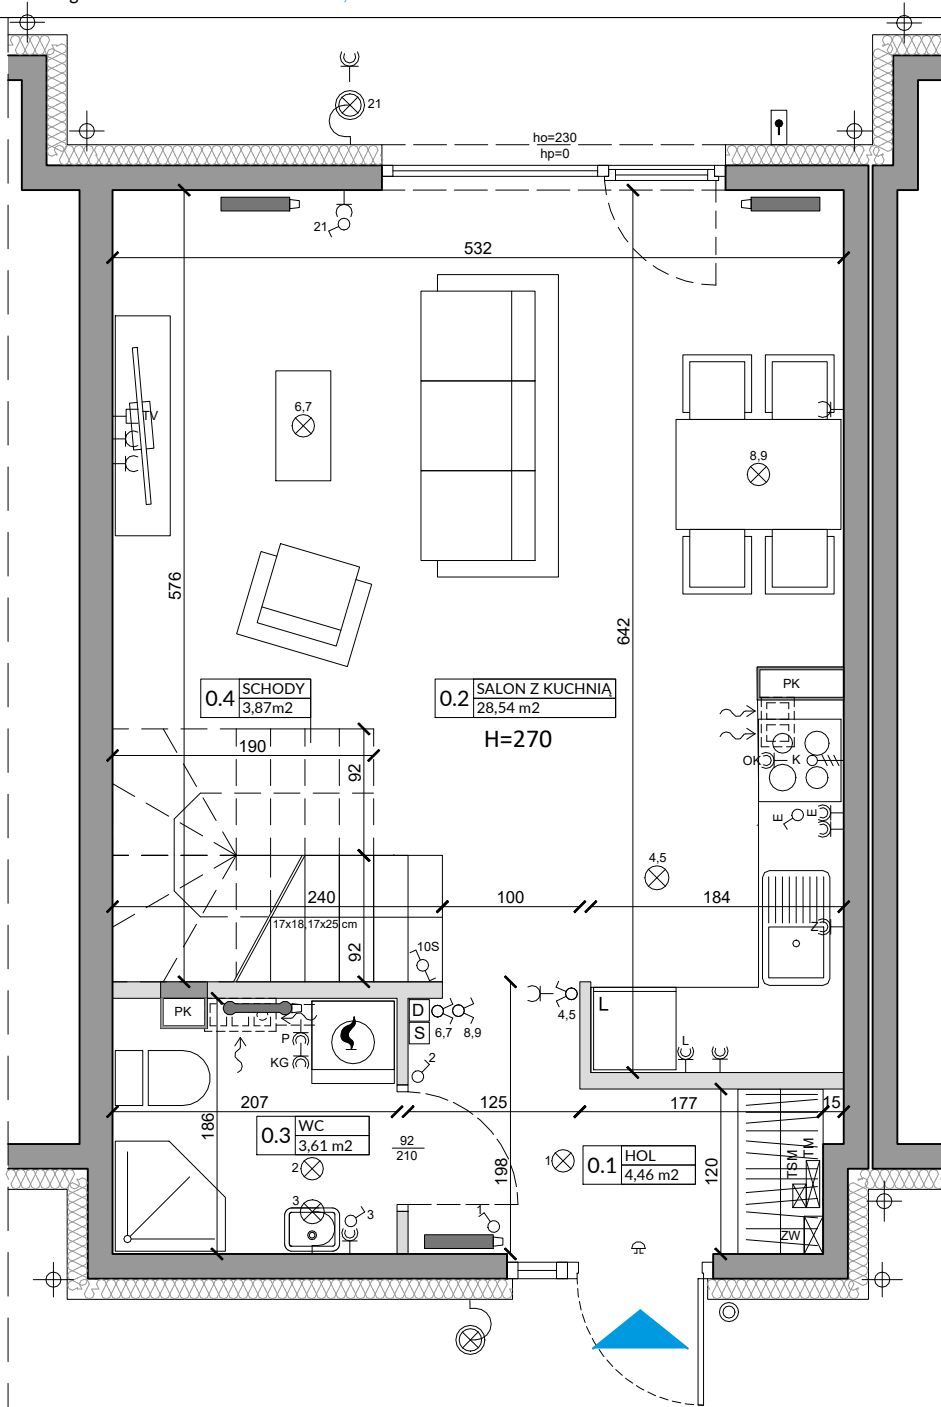 21
ho=230
hp=0
21
532
TV
6,7
8,9
576
642
0.4 SCHODY
3,87m2
0.2 SALON Z KUCHNIĄ
28,54 m2
H=270
PK
190
92
OK
K
E
E
4,5
240
100
184
17x18,17x25 cm
92
10S
Z
PK
D
S
6,7
8,9
4,5
L
L
P
KG
2
207
125
177
15
186
0.3 WC
3,61 m2
92
210
198
1
0.1 HOL
4,46 m2
120
TSM
TM
2
3
3
1
ZW